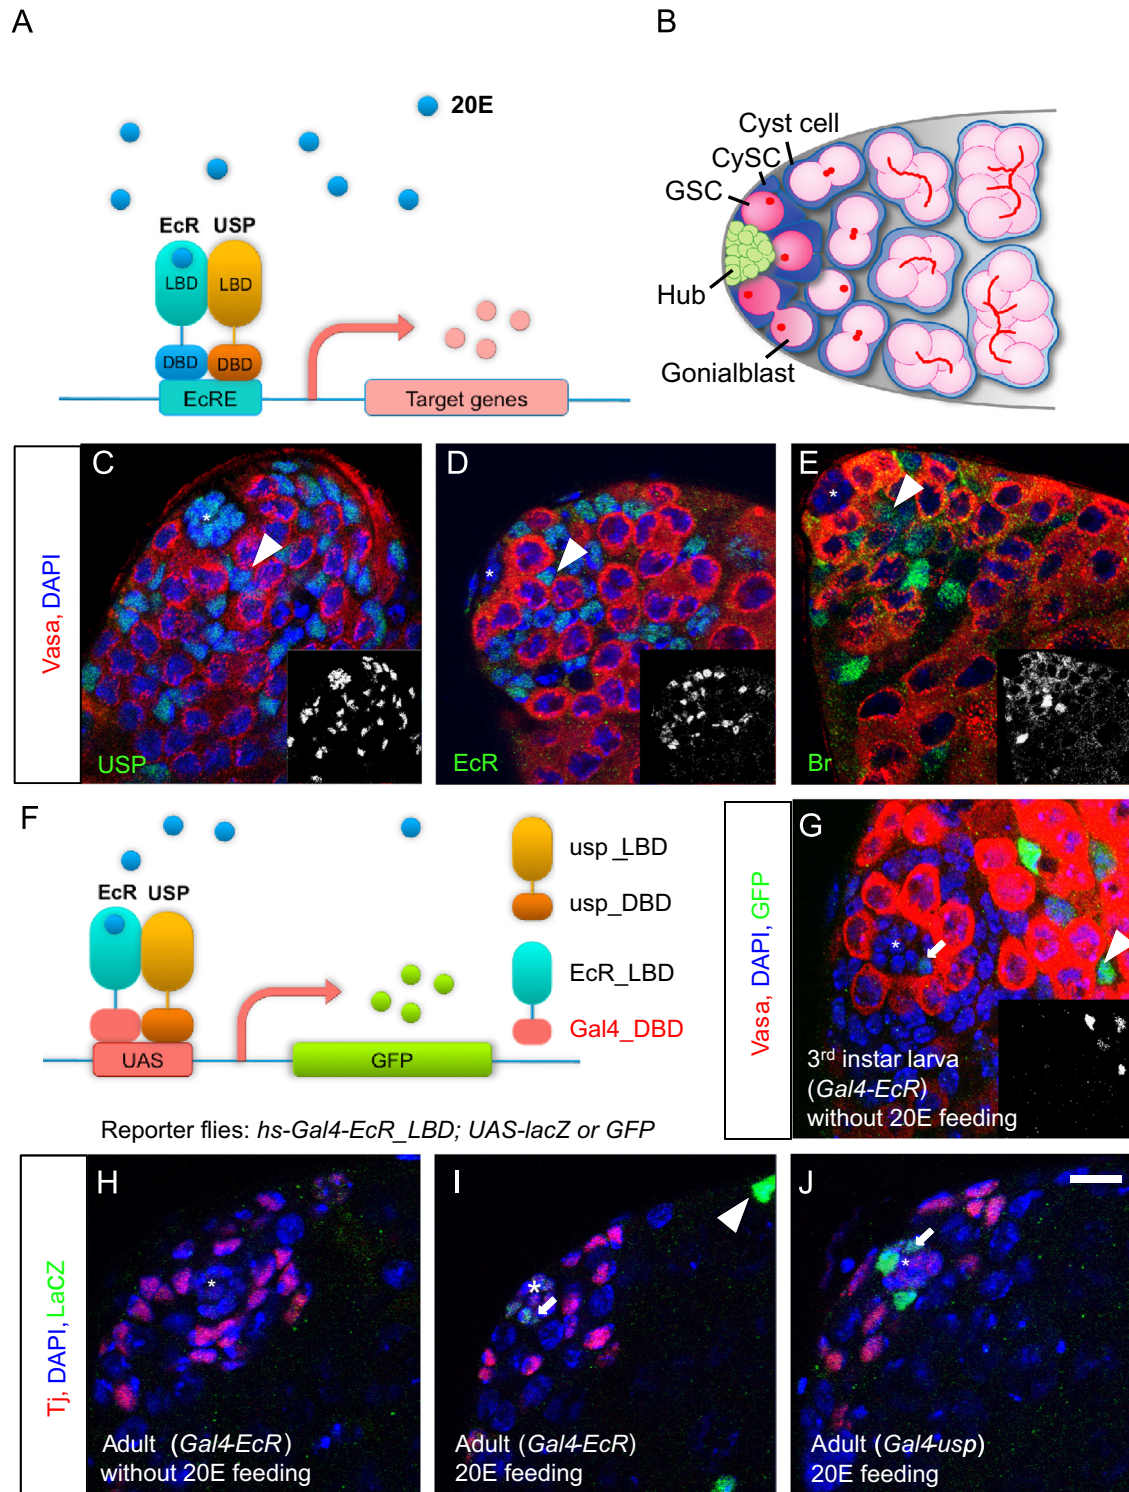 A
B
20E
EcR USP
LBD
LBD
DBD
DBD
EcRE
Target genes
Cyst cell
CySC
GSC
Hub
Gonialblast
Vasa, DAPI
C
*
USP
D
*
EcR
E
*
Br
F
EcR USP
UAS
GFP
usp_LBD
usp_DBD
EcR_LBD
Gal4_DBD
Reporter flies: hs-Gal4-EcR_LBD; UAS-lacZ or GFP
Vasa, DAPI, GFP
G
*
3rd instar larva
(Gal4-EcR)
without 20E feeding
Tj, DAPI, LaCZ
H
*
Adult (Gal4-EcR)
without 20E feeding
I
*
Adult (Gal4-EcR)
20E feeding
J
*
Adult (Gal4-usp)
20E feeding